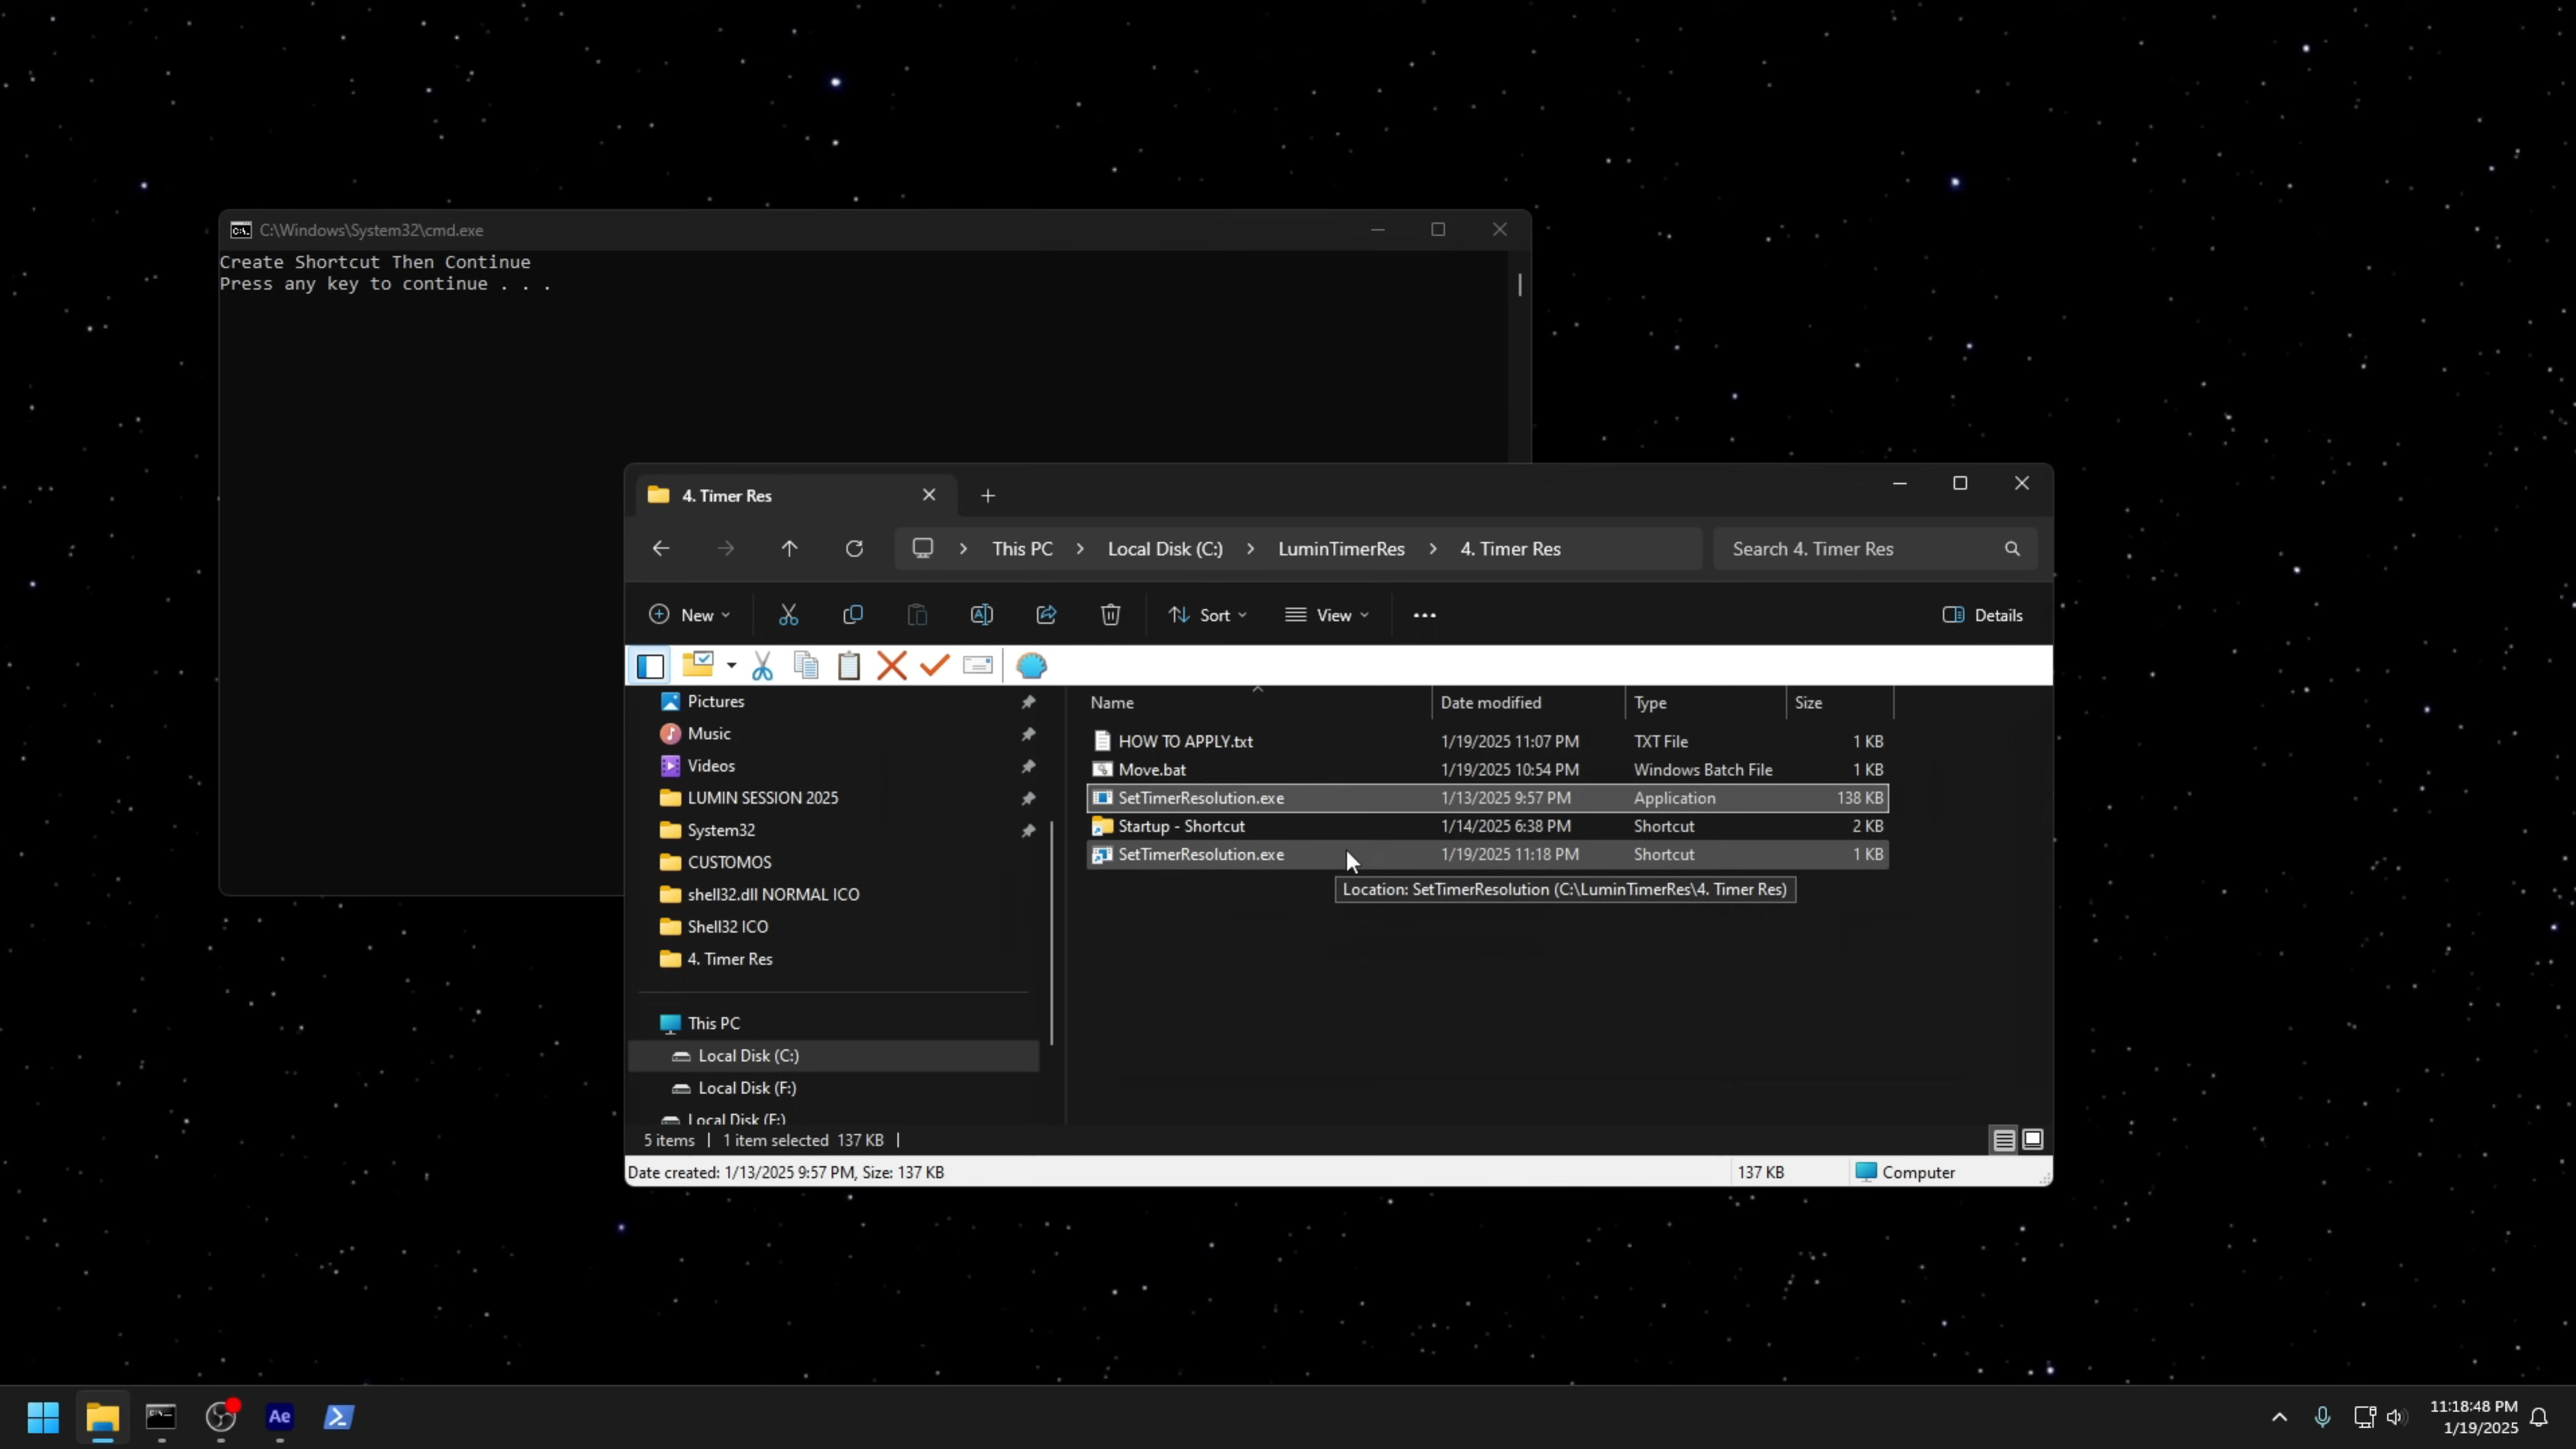 C:\Windows\System32\cmd.exe
Create Shortcut Then Continue
Press any key to continue . . .
4. Timer Res
This PC > Local Disk (C:) > LuminTimerRes > 4. Timer Res
Search 4. Timer Res
New
Sort
View
Details
Pictures
Music
Videos
LUMIN SESSION 2025
System32
CUSTOMOS
shell32.dll NORMAL ICO
Shell32 ICO
4. Timer Res
This PC
Local Disk (C:)
Local Disk (F:)
Local Disk (F:)
Name Date modified Type Size
HOW TO APPLY.txt 1/19/2025 11:07 PM TXT File 1 KB
Move.bat 1/19/2025 10:54 PM Windows Batch File 1 KB
SetTimerResolution.exe 1/13/2025 9:57 PM Application 138 KB
Startup - Shortcut 1/14/2025 6:38 PM Shortcut 2 KB
SetTimerResolution.exe 1/19/2025 11:18 PM Shortcut 1 KB
Location: SetTimerResolution (C:\LuminTimerRes\4. Timer Res)
5 items | 1 item selected 137 KB |
Date created: 1/13/2025 9:57 PM, Size: 137 KB
137 KB
Computer
Ae
11:18:48 PM
1/19/2025